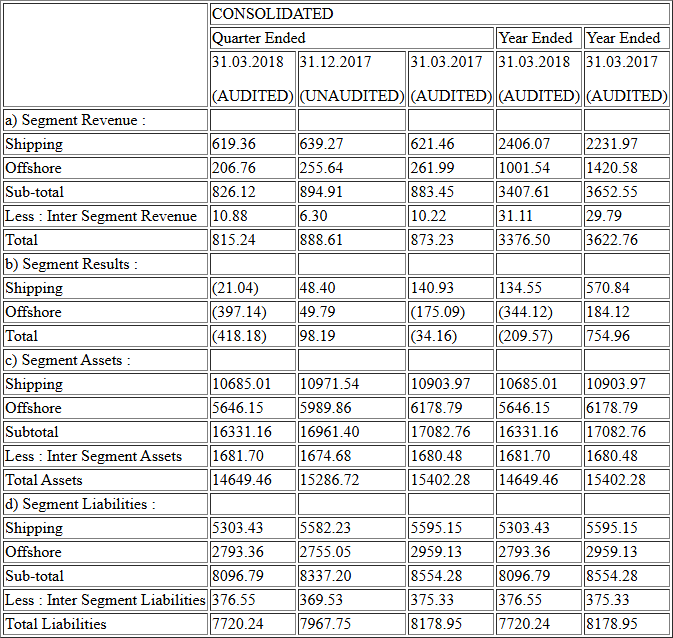 CONSOLIDATED
Quarter Ended Year Ended Year Ended
31.03.2018 31.12.2017 31.03.2017 31.03.2018 31.03.2017
(AUDITED) (UNAUDITED) (AUDITED) (AUDITED) (AUDITED)
a) Segment Revenue :
Shipping 619.36 639.27 621.46 2406.07 2231.97
Offshore 206.76 255.64 261.99 1001.54 1420.58
Sub-total 826.12 894.91 883.45 3407.61 3652.55
Less : Inter Segment Revenue 10.88 6.30 10.22 31.11 29.79
Total 815.24 888.61 873.23 3376.50 3622.76
b) Segment Results :
Shipping (21.04) 48.40 140.93 134.55 570.84
Offshore (397.14) 49.79 (175.09) (344.12) 184.12
Total (418.18) 98.19 (34.16) (209.57) 754.96
c) Segment Assets :
Shipping 10685.01 10971.54 10903.97 10685.01 10903.97
Offshore 5646.15 5989.86 6178.79 5646.15 6178.79
Subtotal 16331.16 16961.40 17082.76 16331.16 17082.76
Less : Inter Segment Assets 1681.70 1674.68 1680.48 1681.70 1680.48
Total Assets 14649.46 15286.72 15402.28 14649.46 15402.28
d) Segment Liabilities :
Shipping 5303.43 5582.23 5595.15 5303.43 5595.15
Offshore 2793.36 2755.05 2959.13 2793.36 2959.13
Sub-total 8096.79 8337.20 8554.28 8096.79 8554.28
Less : Inter Segment Liabilities 376.55 369.53 375.33 376.55 375.33
Total Liabilities 7720.24 7967.75 8178.95 7720.24 8178.95